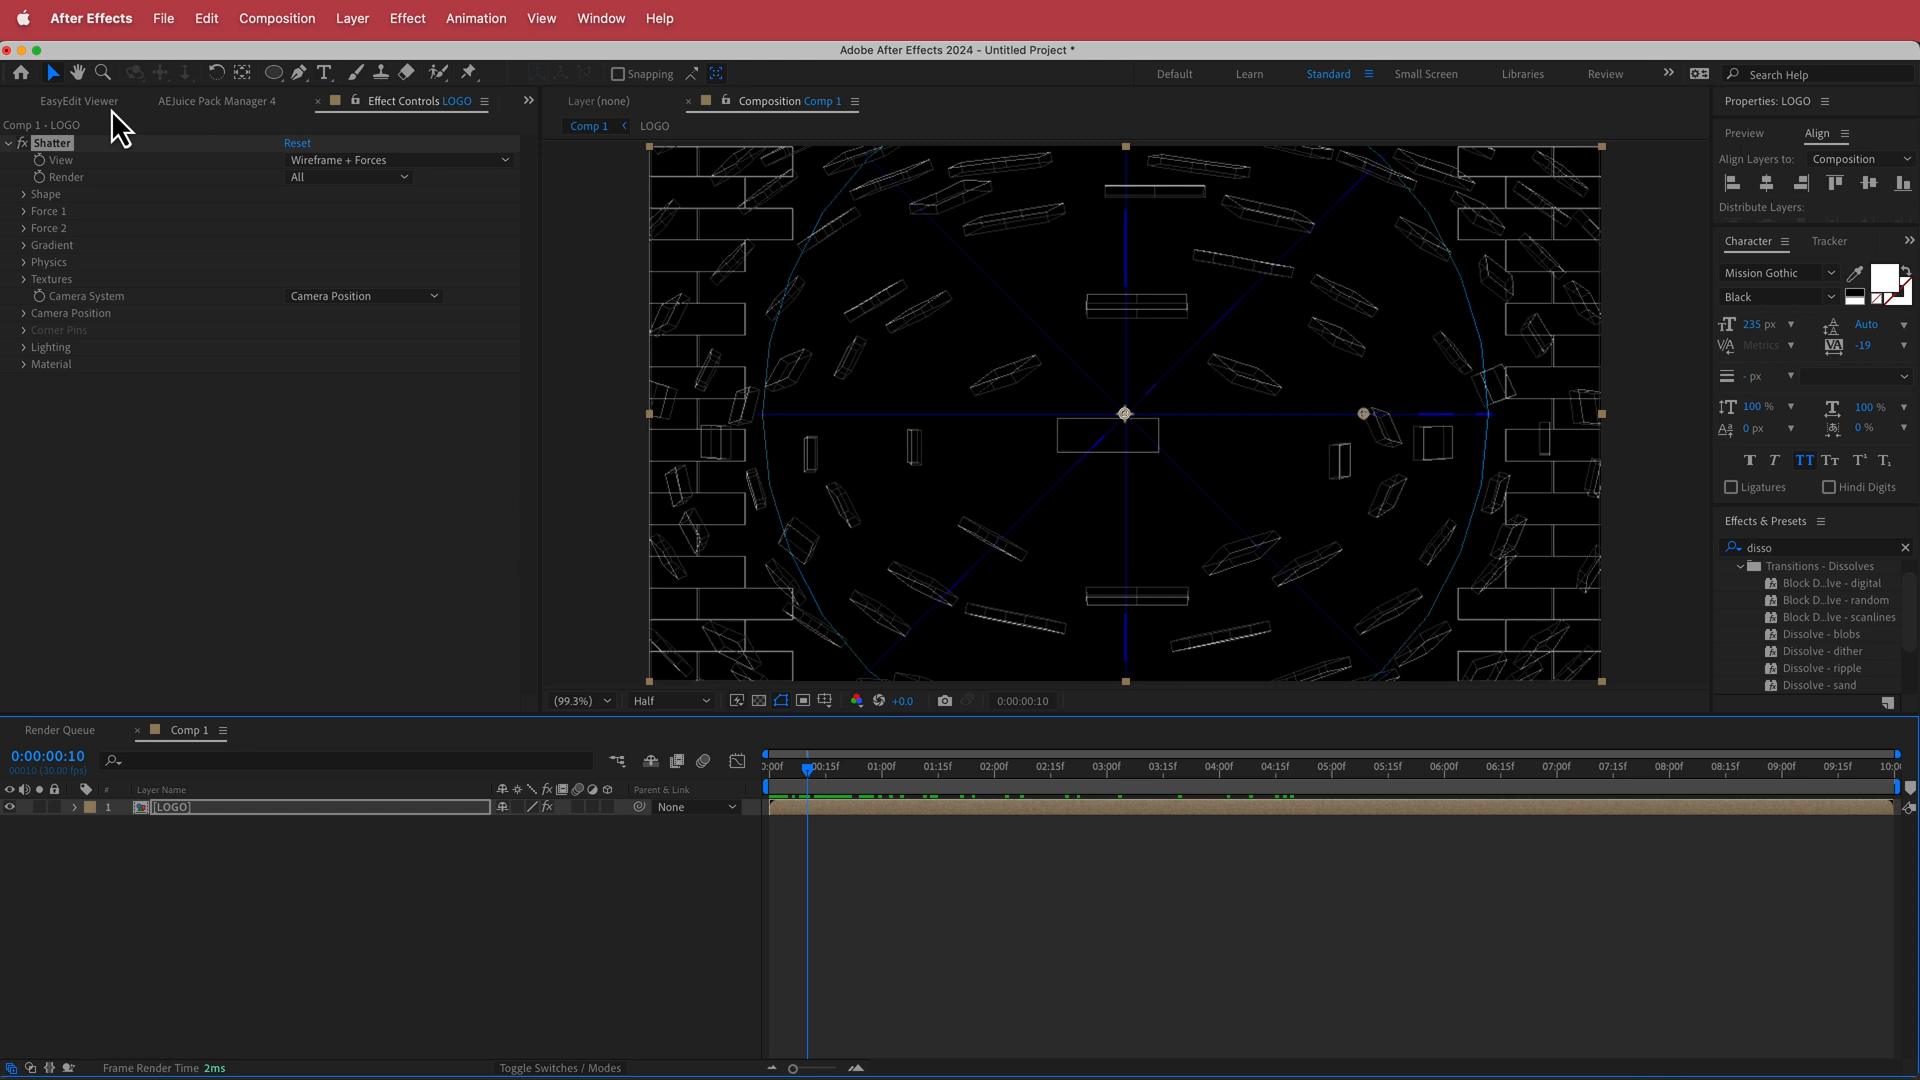 After Effects File Edit Composition Layer Effect Animation View Window Help
Adobe After Effects 2024 - Untitled Project *
Snapping Default Learn Standard Small Screen Libraries Review Search Help
EasyEdit Viewer AEJuice Pack Manager 4 Effect Controls LOGO
Layer (none) Composition Comp 1
Properties: LOGO
Comp 1 • LOGO
Comp 1 LOGO
Preview Align
fx Shatter Reset
View Wireframe + Forces
Align Layers to: Composition
Render All
Shape
Force 1
Distribute Layers:
Force 2
Gradient
Character Tracker
Physics
Textures
Mission Gothic
Camera System Camera Position
Black
Camera Position
235 px Auto
Corner Pins
Lighting
Metrics -19
Material
- px
100 % 100 %
0 px 0 %
Ligatures Hindi Digits
Effects & Presets
disso
Transitions - Dissolves
Block D...lve - digital
Block D...lve - random
Block D...lve - scanlines
Dissolve - blobs
Dissolve - dither
Dissolve - ripple
Dissolve - sand
(99.3%) Half +0.0 0:00:00:10
Render Queue Comp 1
0:00:00:10
00010 (30.00 fps)
00:15f 01:00f 01:15f 02:00f 02:15f 03:00f 03:15f 04:00f 04:15f 05:00f 05:15f 06:00f 06:15f 07:00f 07:15f 08:00f 08:15f 09:00f 09:15f
# Layer Name fx Parent & Link
1 [LOGO] fx None
Frame Render Time 2ms Toggle Switches / Modes